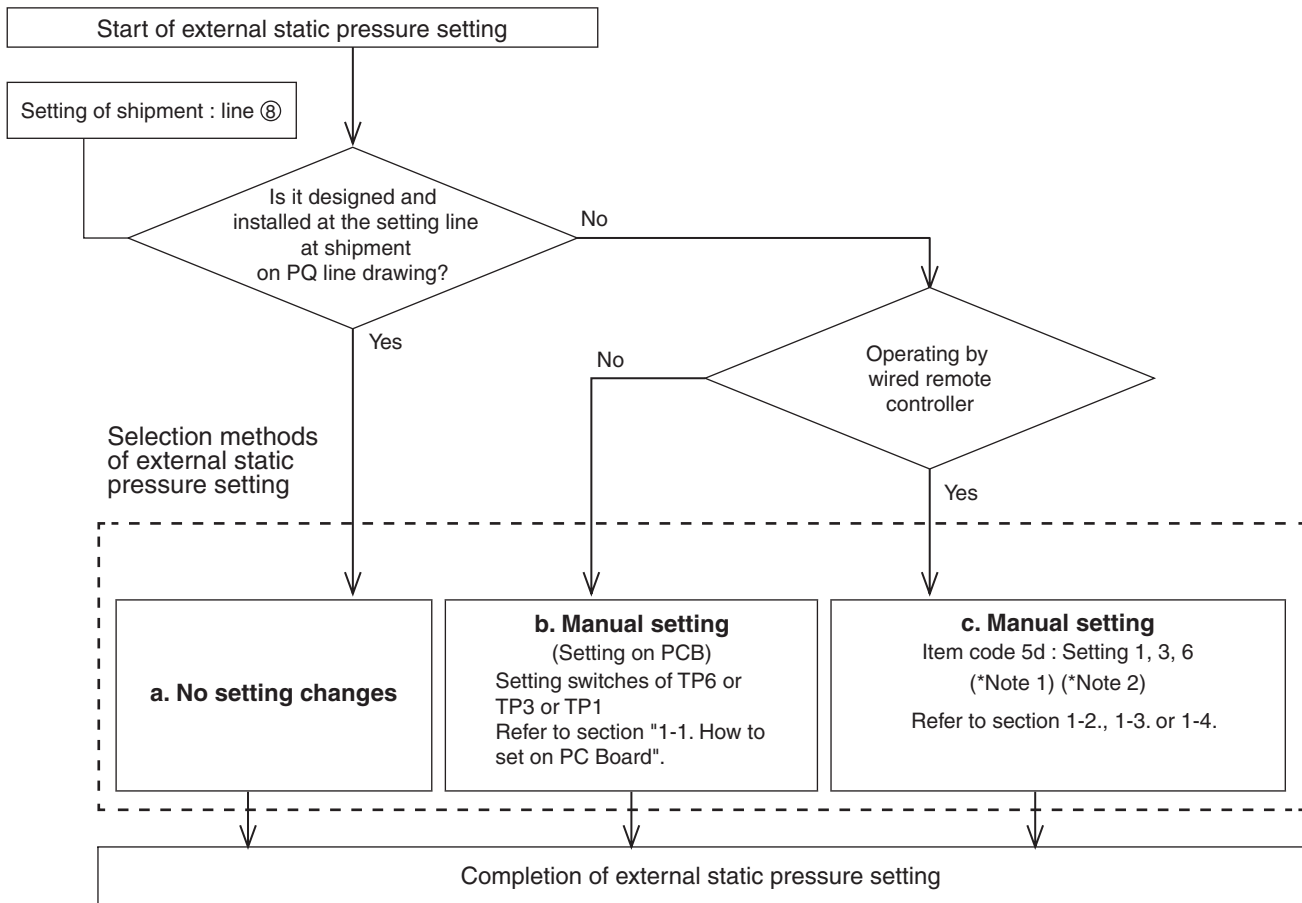 Start of external static pressure setting
Setting of shipment : line ⑧
Is it designed and
installed at the setting line
at shipment
on PQ line drawing?
No
Yes
No
Operating by
wired remote
controller
Yes
Selection methods
of external static
pressure setting
a. No setting changes
b. Manual setting
(Setting on PCB)
Setting switches of TP6 or
TP3 or TP1
Refer to section "1-1. How to
set on PC Board".
c. Manual setting
Item code 5d : Setting 1, 3, 6
(*Note 1) (*Note 2)
Refer to section 1-2., 1-3. or 1-4.
Completion of external static pressure setting